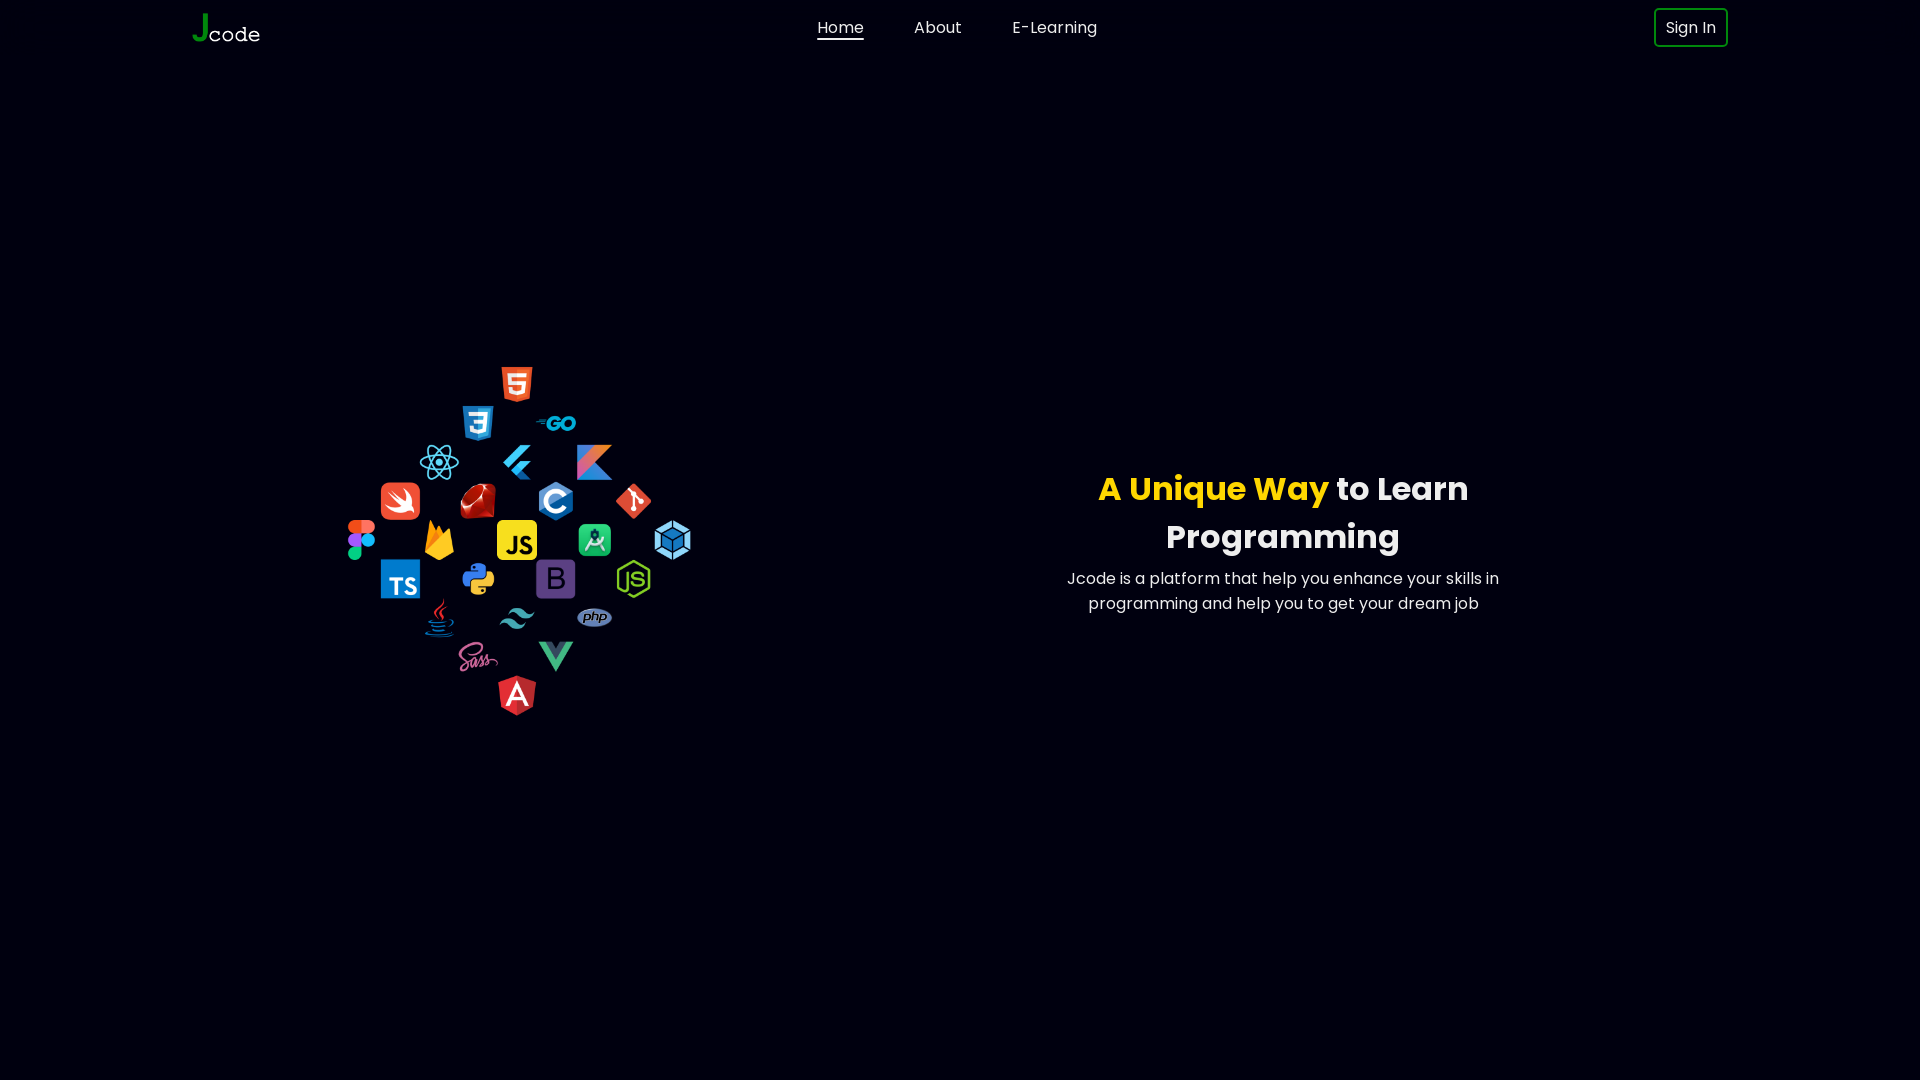 Jcode
Home
About
E-Learning
Sign In
5
3
GO
C
JS
TS
B
JS
php
Sass
A
A Unique Way to Learn
Programming
Jcode is a platform that help you enhance your skills in
programming and help you to get your dream job